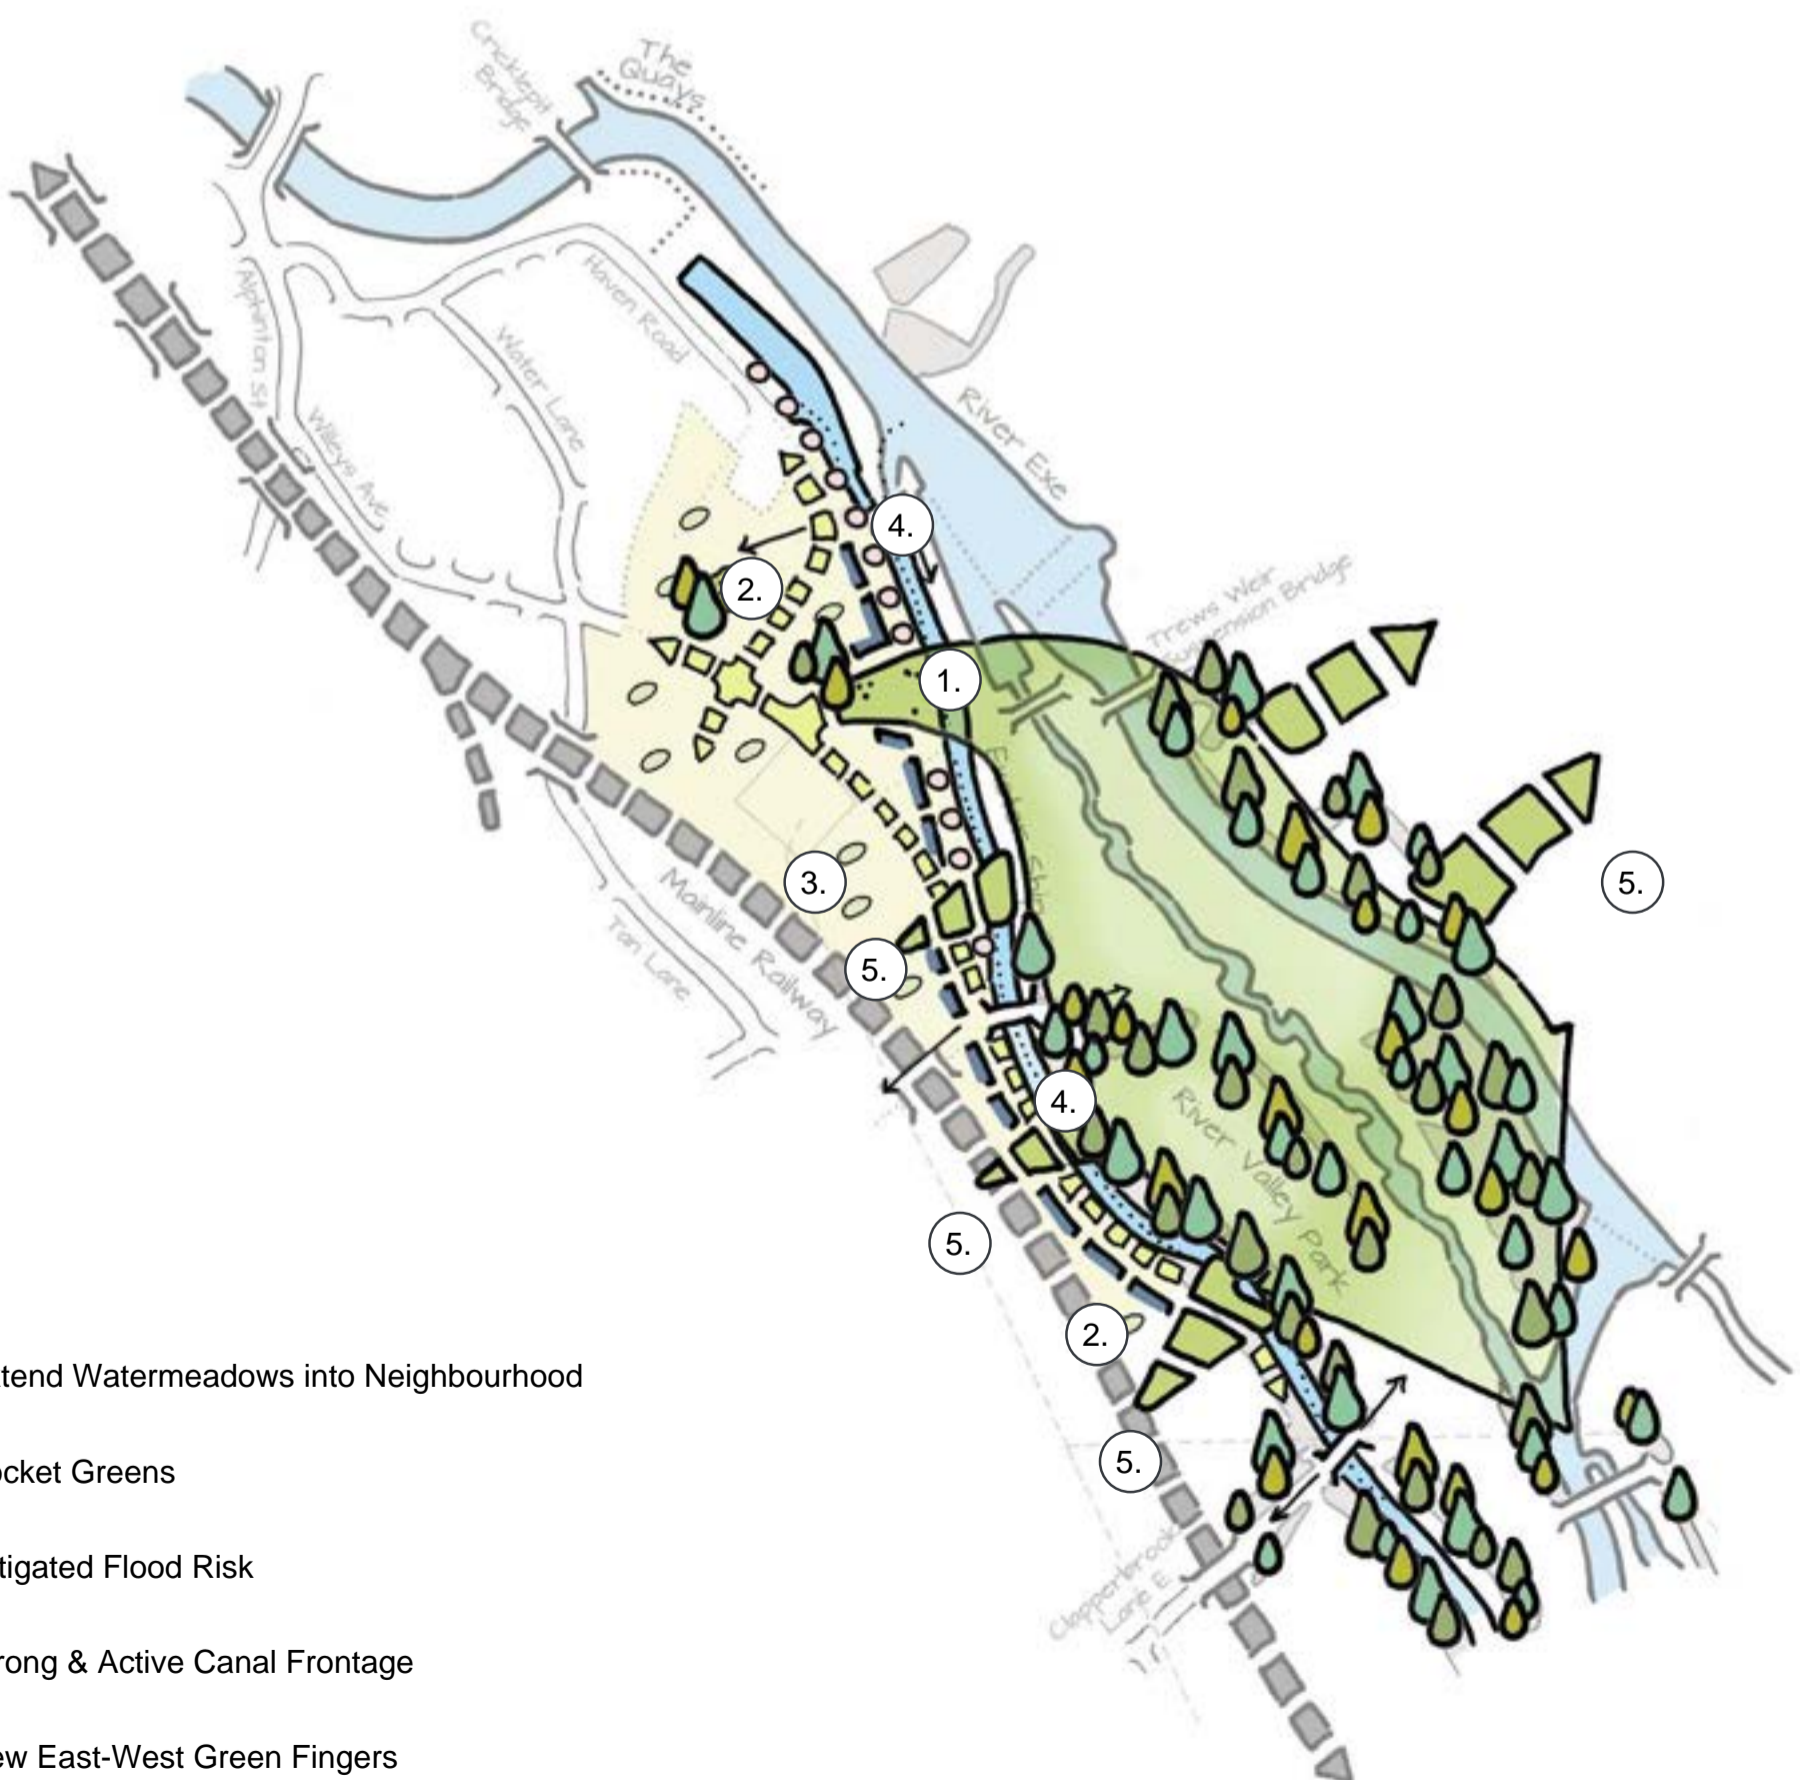 Cricklepit
Bridge
The
Quays
Haven Road
Alphinton St
Water Lane
Willeys Ave
River Exe
4.
2.
Trews Weir
Suspension Bridge
1.
3.
5.
Mainline Railway
Tan Lane
5.
4.
River Valley Park
5.
2.
5.
Clapperbrook
Lane E
tend Watermeadows into Neighbourhood
ocket Greens
tigated Flood Risk
rong & Active Canal Frontage
ew East-West Green Fingers